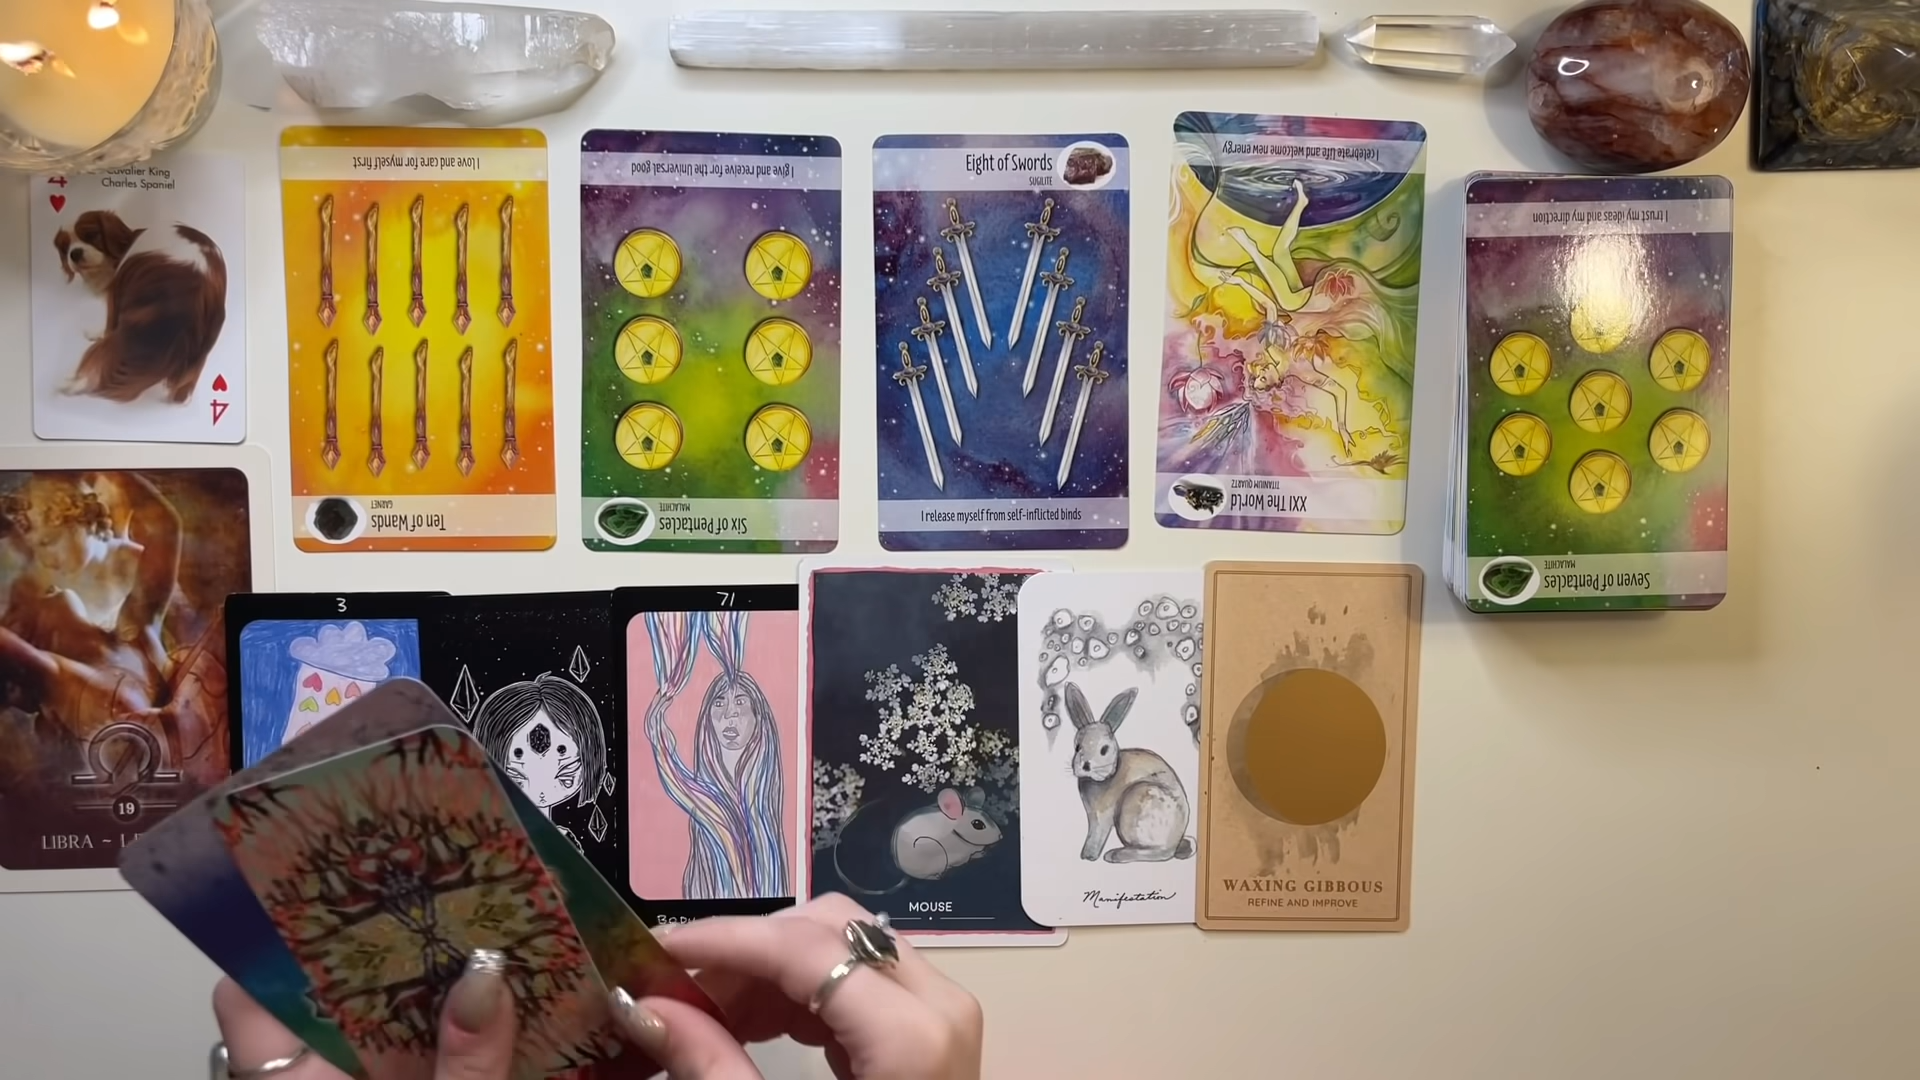 4
Cavalier King
Charles Spaniel
4
I love and care for myself first
GARNET
Ten of Wands
I give and receive for the Universal good
MALACHITE
Six of Pentacles
Eight of Swords
SUGILITE
I release myself from self-inflicted binds
I celebrate life and welcome new energy
TITANIUM QUARTZ
XXI The World
I trust my ideas and my direction
MALACHITE
Seven of Pentacles
19
LIBRA ~
3
71
BODY
MOUSE
Manifestation
WAXING GIBBOUS
REFINE AND IMPROVE